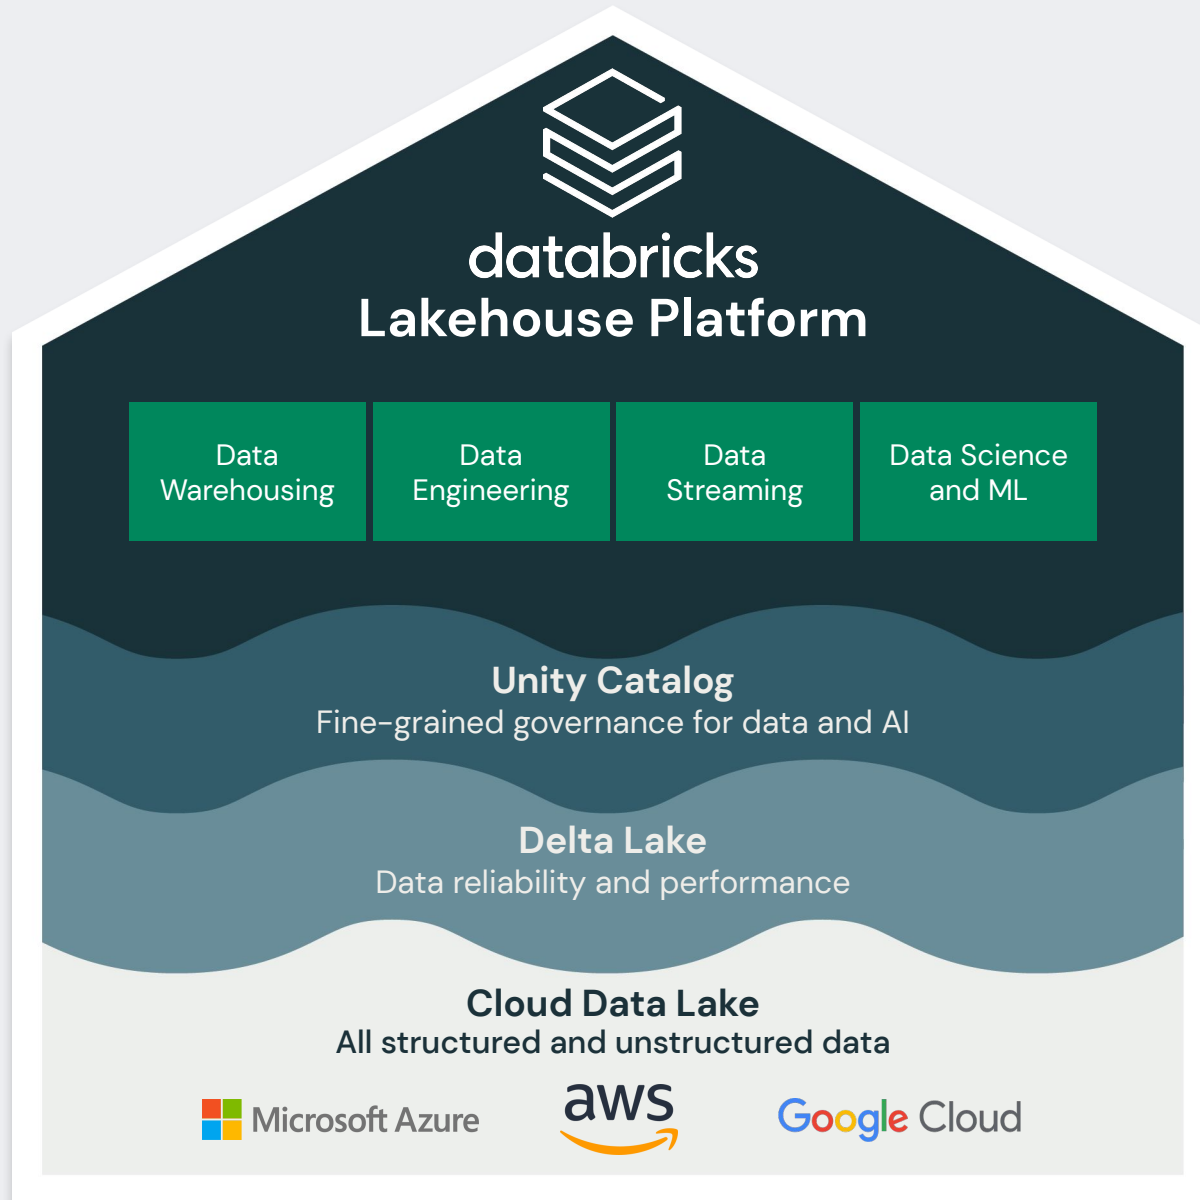 databricks
Lakehouse Platform
Data
Warehousing
Data
Engineering
Data
Streaming
Data Science
and ML
Unity Catalog
Fine-grained governance for data and AI
Delta Lake
Data reliability and performance
Cloud Data Lake
All structured and unstructured data
Microsoft Azure
aws
Google Cloud